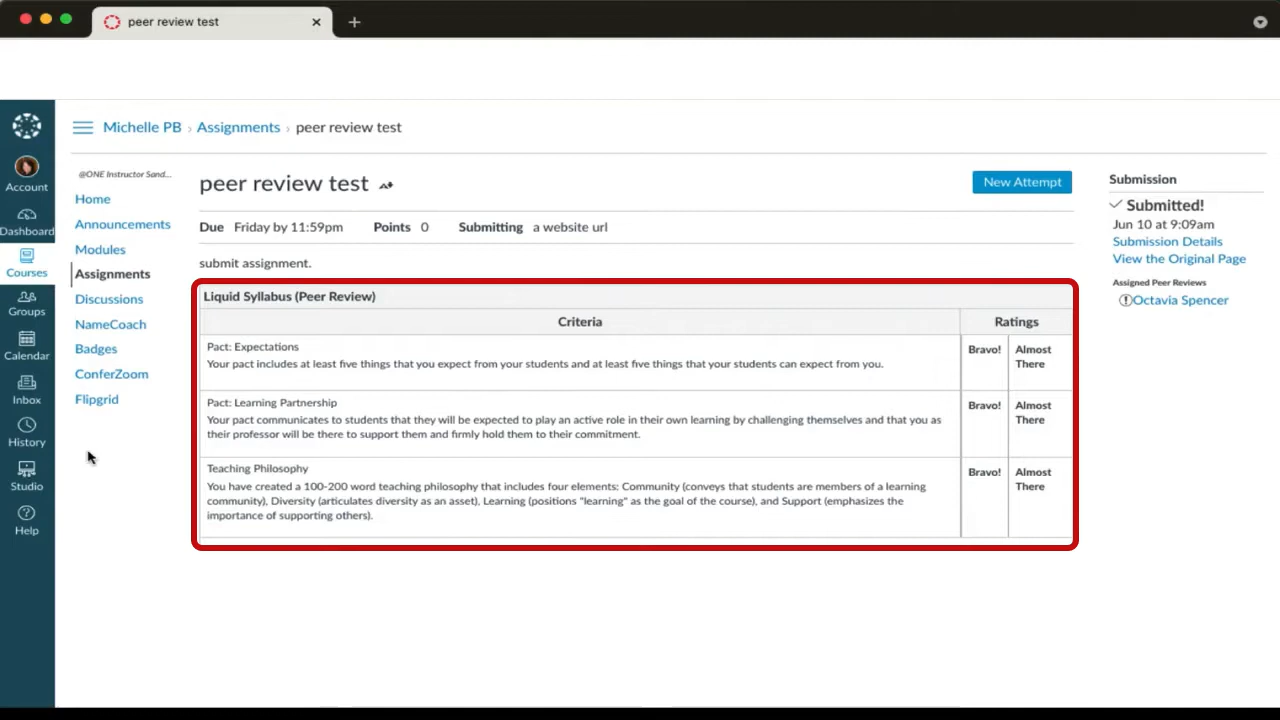 peer review test
Michelle PB › Assignments › peer review test
@ONE Instructor Sand...
Account
Dashboard
Courses
Groups
Calendar
Inbox
History
Studio
Help
Home
Announcements
Modules
Assignments
Discussions
NameCoach
Badges
ConferZoom
Flipgrid
peer review test
New Attempt
Due Friday by 11:59pm Points 0 Submitting a website url
submit assignment.
Liquid Syllabus (Peer Review)
Criteria Ratings
Pact: Expectations
Your pact includes at least five things that you expect from your students and at least five things that your students can expect from you.
Bravo! Almost
There
Pact: Learning Partnership
Your pact communicates to students that they will be expected to play an active role in their own learning by challenging themselves and that you as
their professor will be there to support them and firmly hold them to their commitment.
Bravo! Almost
There
Teaching Philosophy
You have created a 100-200 word teaching philosophy that includes four elements: Community (conveys that students are members of a learning
community), Diversity (articulates diversity as an asset), Learning (positions "learning" as the goal of the course), and Support (emphasizes the
importance of supporting others).
Bravo! Almost
There
Submission
Submitted!
Jun 10 at 9:09am
Submission Details
View the Original Page
Assigned Peer Reviews
Octavia Spencer